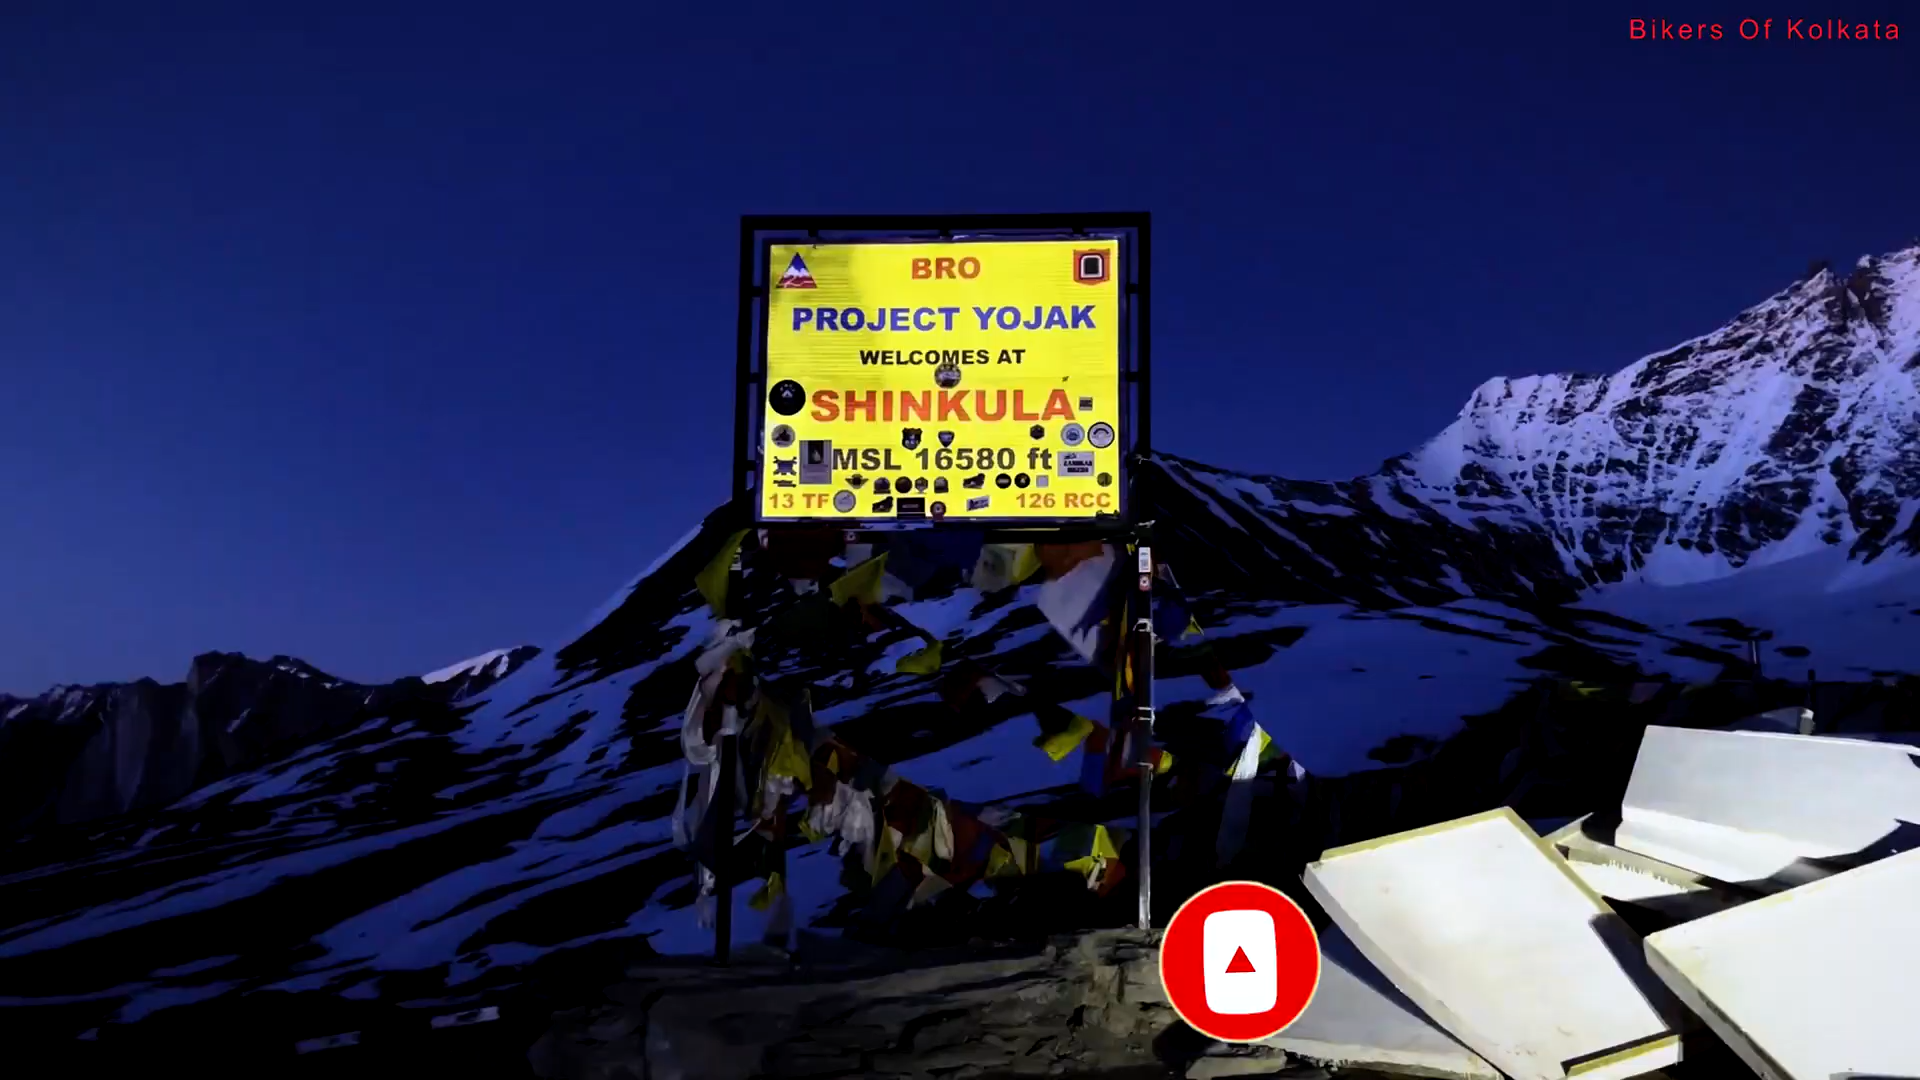 Bikers Of Kolkata
BRO
PROJECT YOJAK
WELCOMES AT
SHINKULA
MSL 16580 ft
13 TF 126 RCC